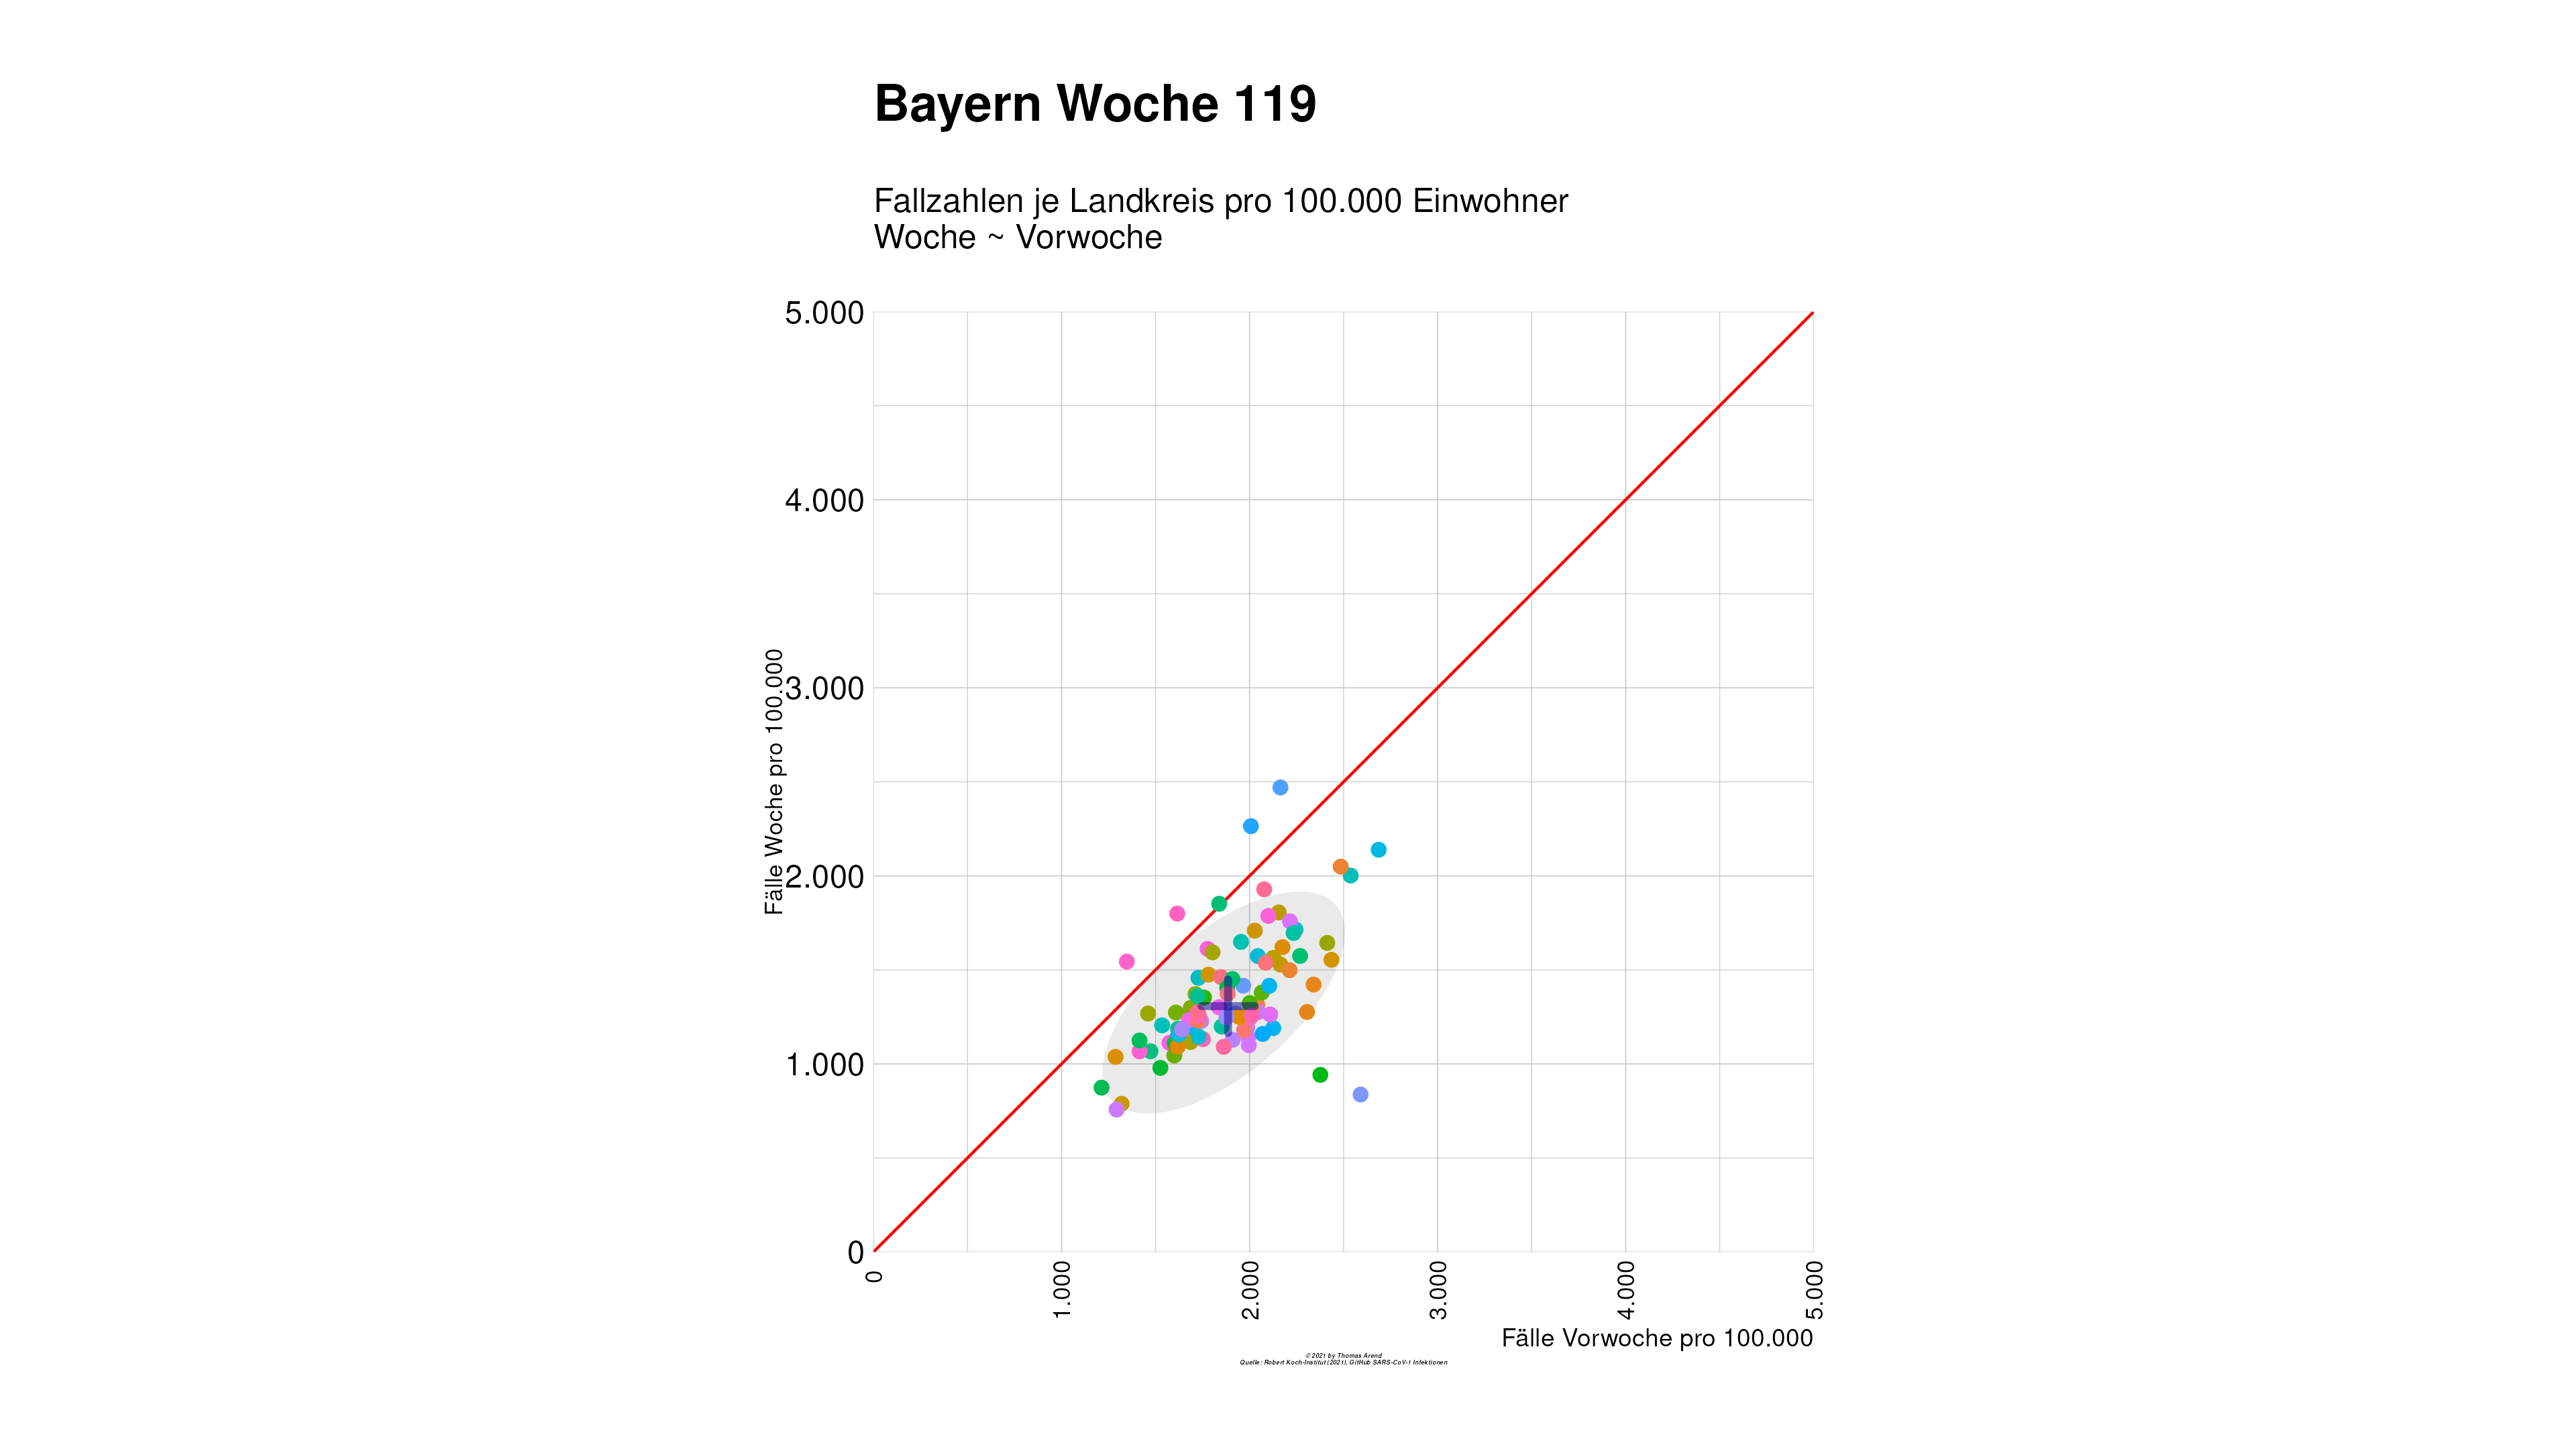 Bayern Woche 119
Fallzahlen je Landkreis pro 100.000 Einwohner
Woche ~ Vorwoche
Fälle Woche pro 100.000
5.000
4.000
3.000
2.000
1.000
0
0
1.000
2.000
3.000
4.000
5.000
Fälle Vorwoche pro 100.000
© 2021 by Thomas Arend
Quelle: Robert Koch-Institut (2021), GitHub SARS-CoV-1 Infektionen